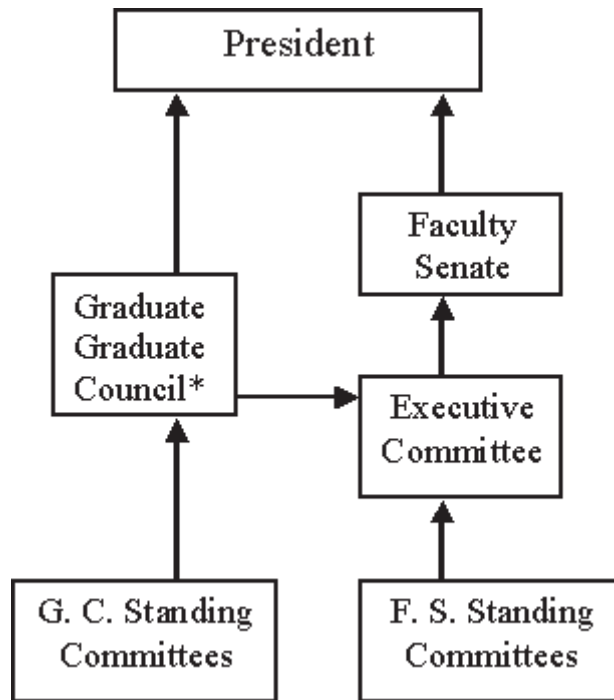 President
Faculty
Senate
Graduate
Graduate
Council*
Executive
Committee
G. C. Standing
Committees
F. S. Standing
Committees